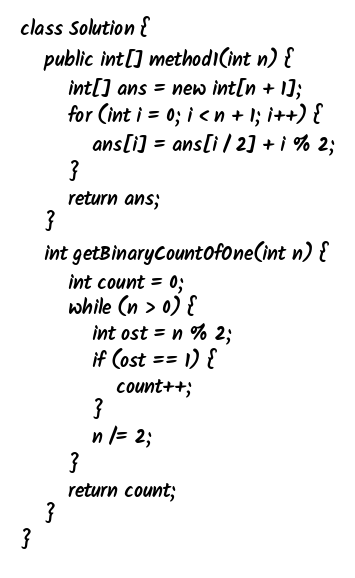 class Solution {
public int[] method1(int n) {
int[] ans = new int[n + 1];
for (int i = 0; i < n + 1; i++) {
ans[i] = ans[i / 2] + i % 2;
}
return ans;
}
int getBinaryCountOfOne(int n) {
int count = 0;
while (n > 0) {
int ost = n % 2;
if (ost == 1) {
count++;
}
n /= 2;
}
return count;
}
}